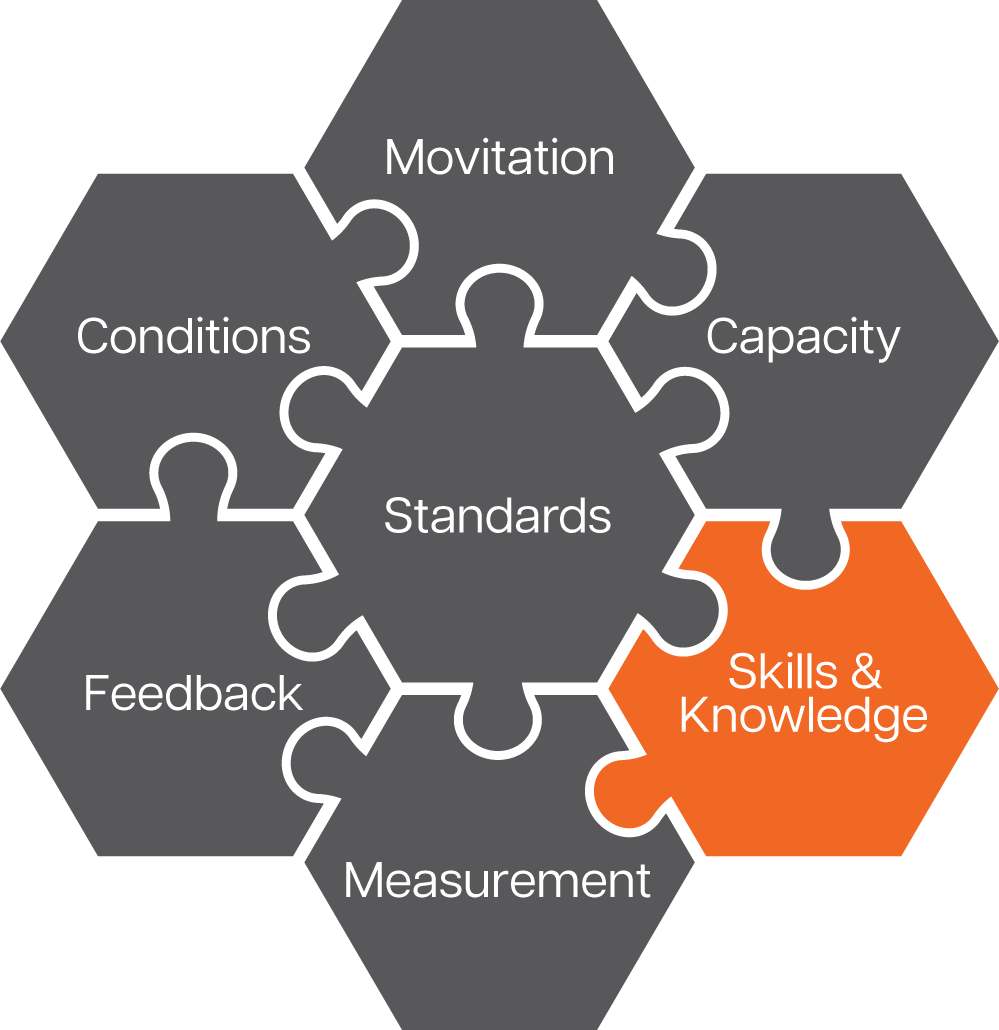 Movitation
Conditions
Capacity
Standards
Feedback
Skills &
Knowledge
Measurement